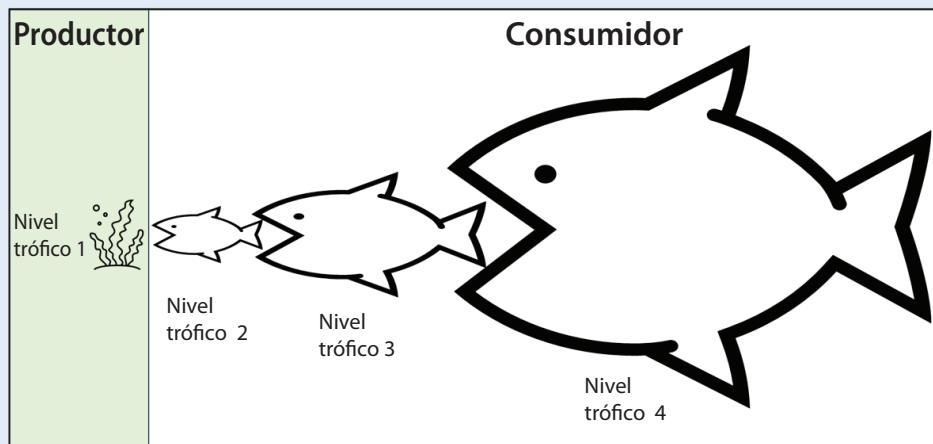 Productor
Consumidor
Nivel
trófico 1
Nivel
trófico 2
Nivel
trófico 3
Nivel
trófico 4